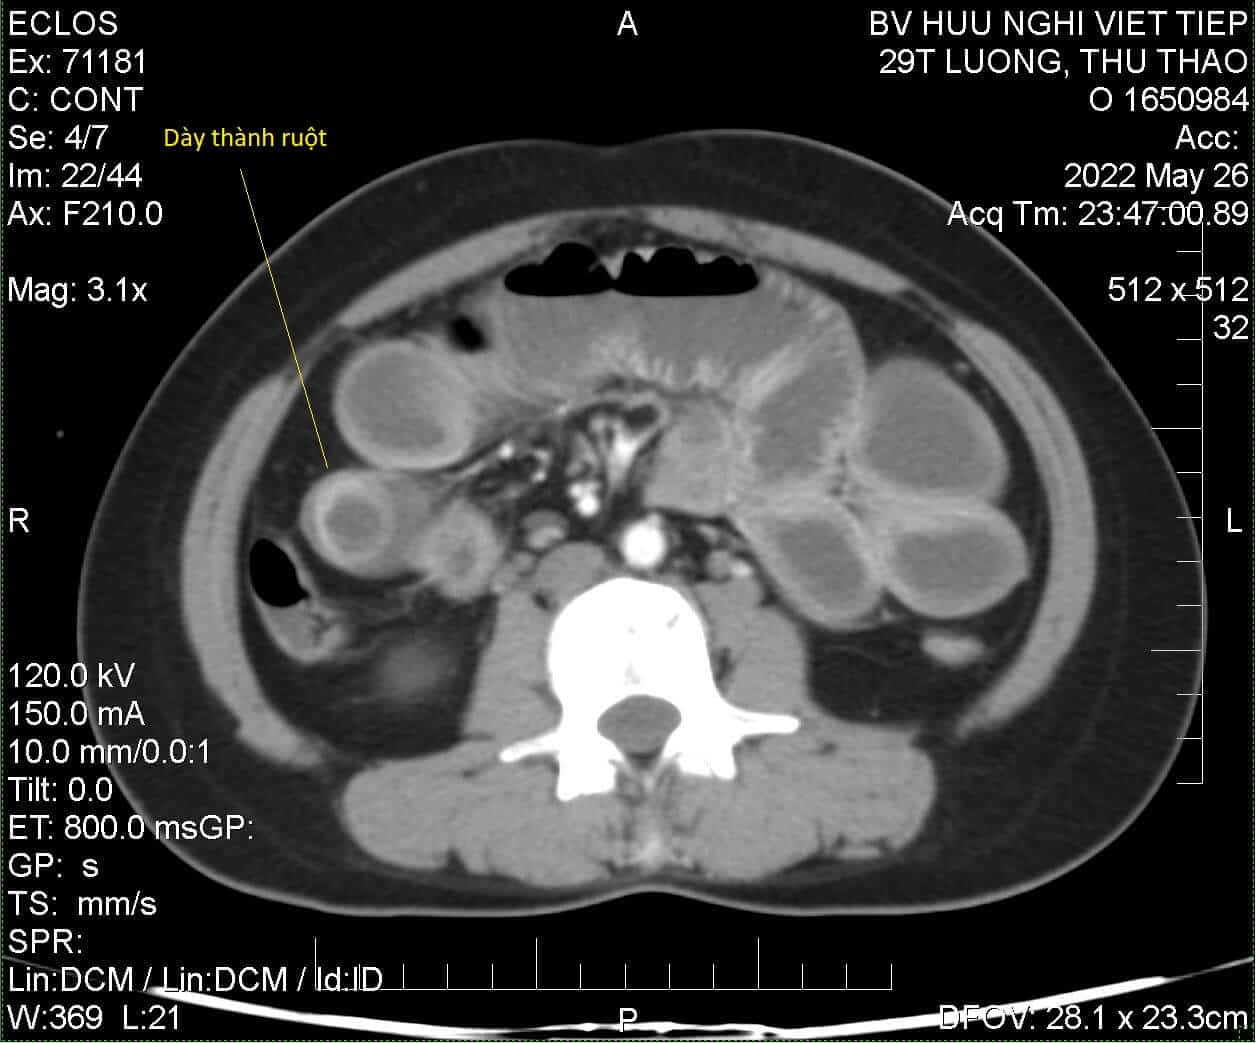 ECLOS
Ex: 71181
C: CONT
Se: 4/7
Im: 22/44
Ax: F210.0
Mag: 3.1x
A
BV HUU NGHI VIET TIEP
29T LUONG, THU THAO
O 1650984
Acc:
2022 May 26
Acq Tm: 23:47:00.89
512 x 512
32
Dày thành ruột
R
L
120.0 kV
150.0 mA
10.0 mm/0.0:1
Tilt: 0.0
ET: 800.0 msGP:
GP: s
TS: mm/s
SPR:
Lin:DCM / Lin:DCM / Id:ID
W:369 L:21
P
DFOV: 28.1 x 23.3cm